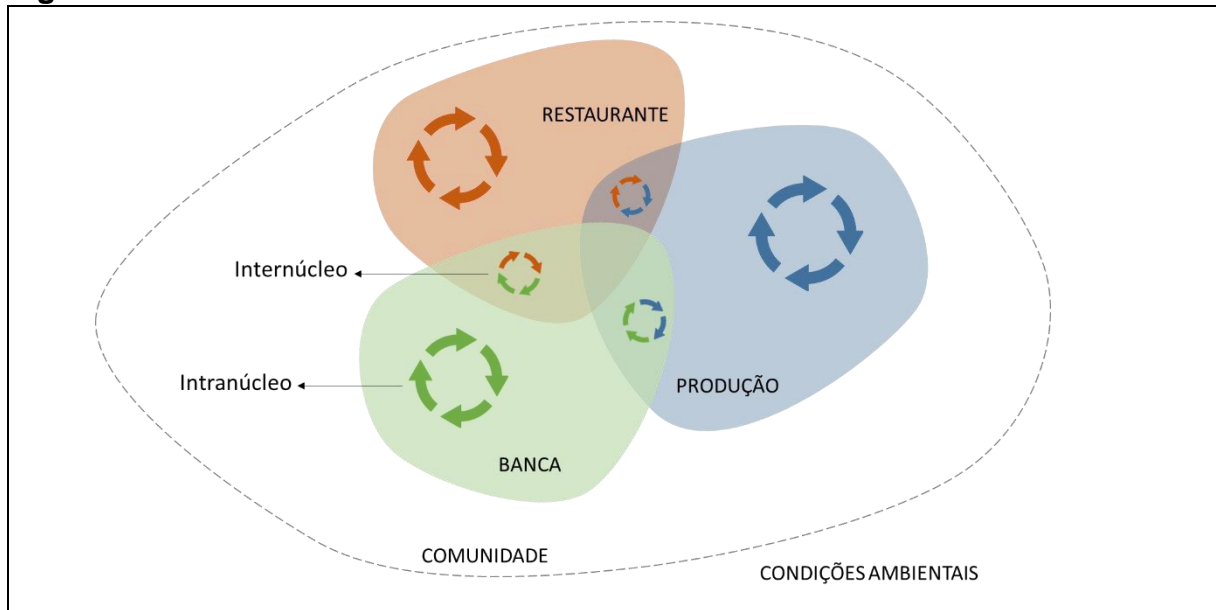 RESTAURANTE
Internúcleo
Intranúcleo
PRODUÇÃO
BANCA
COMUNIDADE
CONDIÇÕES AMBIENTAIS